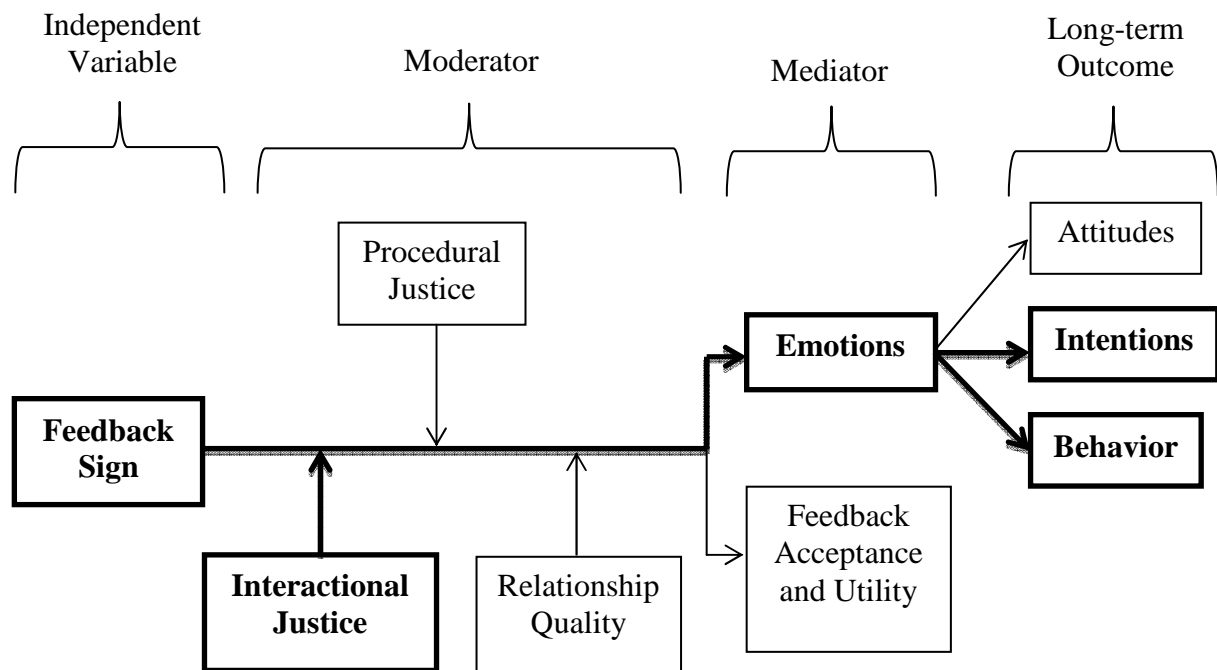 Independent
Variable
Moderator
Mediator
Long-term
Outcome
Procedural
Justice
Attitudes
Emotions
Intentions
Feedback
Sign
Behavior
Interactional
Justice
Relationship
Quality
Feedback
Acceptance
and Utility